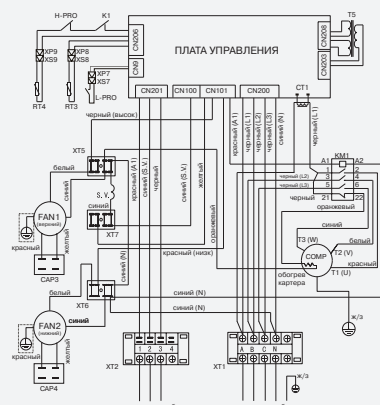 H-PRO
K1
T5
CN206
CN208
CN203
ПЛАТА УПРАВЛЕНИЯ
XP9
XS9
XP8
XS8
CN9
XP7
XS7
L-PRO
RT4
RT3
CN201
CN100
CN101
CN200
CT1
черный (высок)
XT5
белый
синий
S. V.
синий
XT7
красный (A1)
синий (S.V.)
черный
синий (S.V.)
желтый
оранжевый
красный (A1)
черный (L1)
черный (L2)
черный (L3)
синий (N)
черный (L1)
KM1
A1
A2
1
2
черный (L2)
3
4
черный (L3)
5
6
черный
21
22
оранжевый
синий
T3 (W)
белый
T2 (V)
COMP
красный
T1 (U)
обогрев
картера
FAN1
(верхний)
красный
желтый
CAP3
красный (низк)
синий (N)
белый
XT6
синий (N)
синий (N)
FAN2
(нижний)
синий
красный
желтый
CAP4
XT2
1 2 3 4
XT1
A B C N
ж/з
ж/з